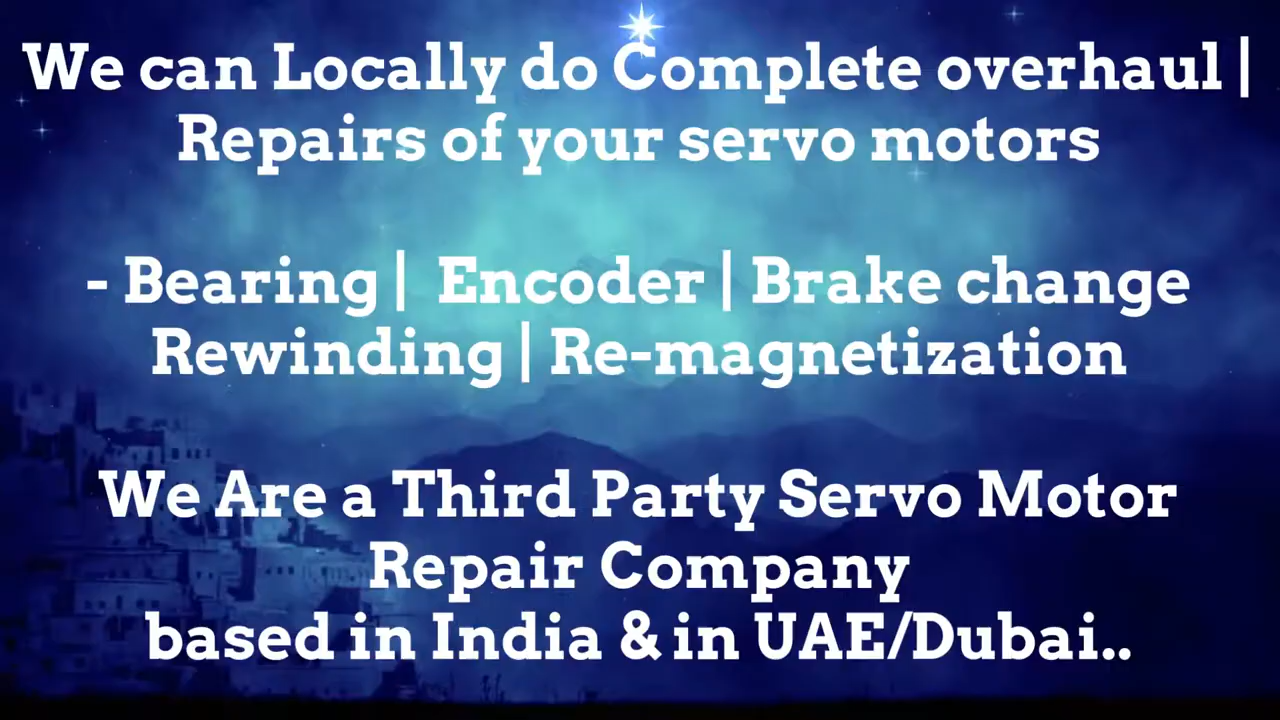 We can Locally do Complete overhaul |
Repairs of your servo motors
- Bearing | Encoder | Brake change
Rewinding | Re-magnetization
We Are a Third Party Servo Motor
Repair Company
based in India & in UAE/Dubai..